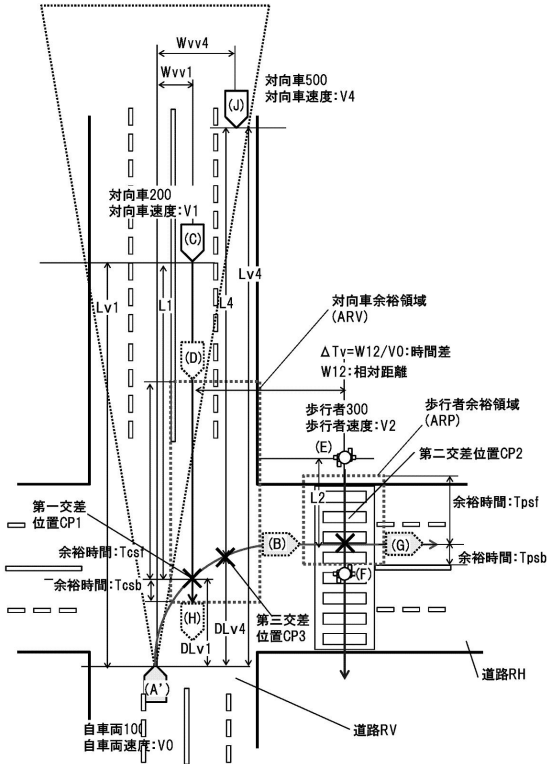 Wvv4
Wvv1
(J)
対向車500
対向車速度:V4
対向車200
対向車速度:V1
(C)
Lv1
L1
L4
Lv4
(D)
対向車余裕領域
(ARV)
ΔTv=W12/V0:時間差
W12:相対距離
歩行者300
歩行者速度:V2
歩行者余裕領域
(ARP)
(E)
第二交差位置CP2
L2
余裕時間:Tpsf
第一交差
位置CP1
(B)
(G)
余裕時間:Tcsf
余裕時間:Tpsb
余裕時間:Tcsb
(F)
(H)
DLv1
DLv4
第三交差
位置CP3
(A')
道路RH
自車両100
自車両速度:V0
道路RV